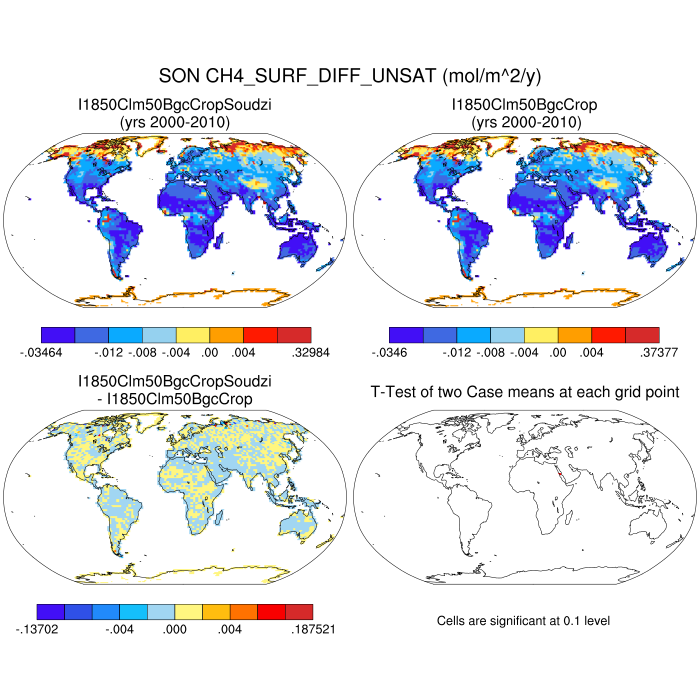 SON CH4_SURF_DIFF_UNSAT (mol/m^2/y)
I1850Clm50BgcCropSoudzi
(yrs 2000-2010)
I1850Clm50BgcCrop
(yrs 2000-2010)
-.03464 -.012 -.008 -.004 .00 .004 .32984
-.0346 -.012 -.008 -.004 .00 .004 .37377
I1850Clm50BgcCropSoudzi
- I1850Clm50BgcCrop
T-Test of two Case means at each grid point
-.13702 -.004 .000 .004 .187521
Cells are significant at 0.1 level